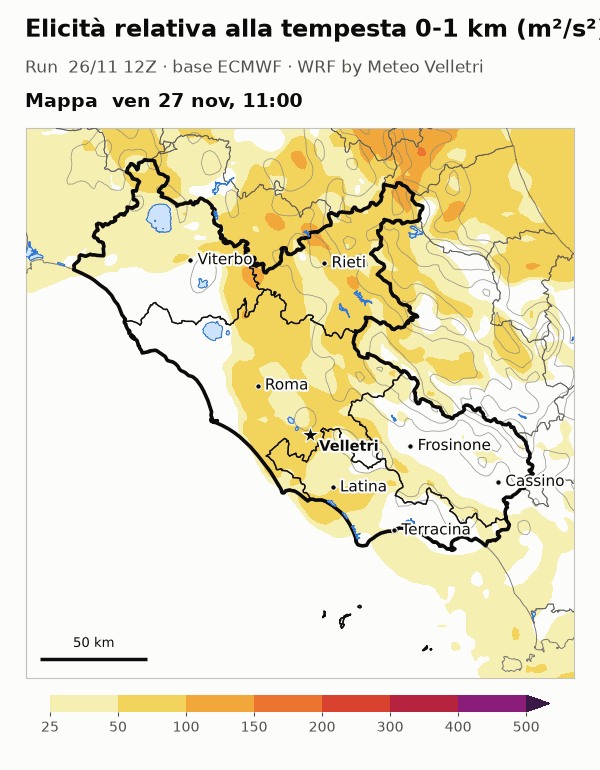 Elicità relativa alla tempesta 0-1 km (m²/s²)
Run 26/11 12Z · base ECMWF · WRF by Meteo Velletri
Mappa ven 27 nov, 11:00
Viterbo
Rieti
Roma
Velletri
Frosinone
Latina
Cassino
Terracina
50 km
25 50 100 150 200 300 400 500